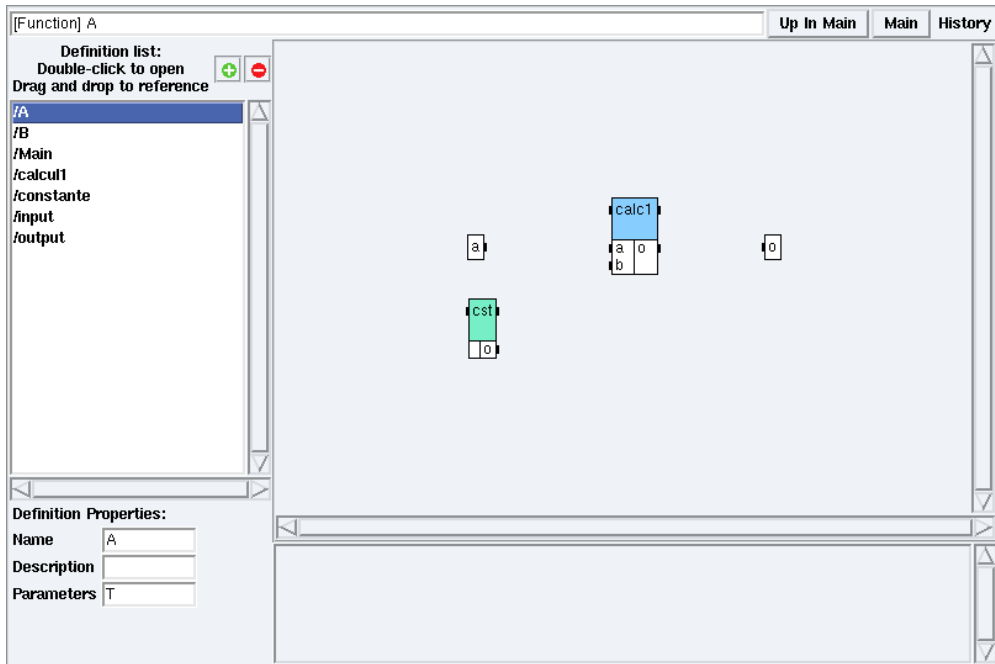 [Function] A
Up In Main
Main
History
Definition list:
Double-click to open
Drag and drop to reference
/A
/B
/Main
/calcul1
/constante
/input
/output
calc1
a
o
b
a
o
cst
o
Definition Properties:
Name
A
Description
Parameters
T